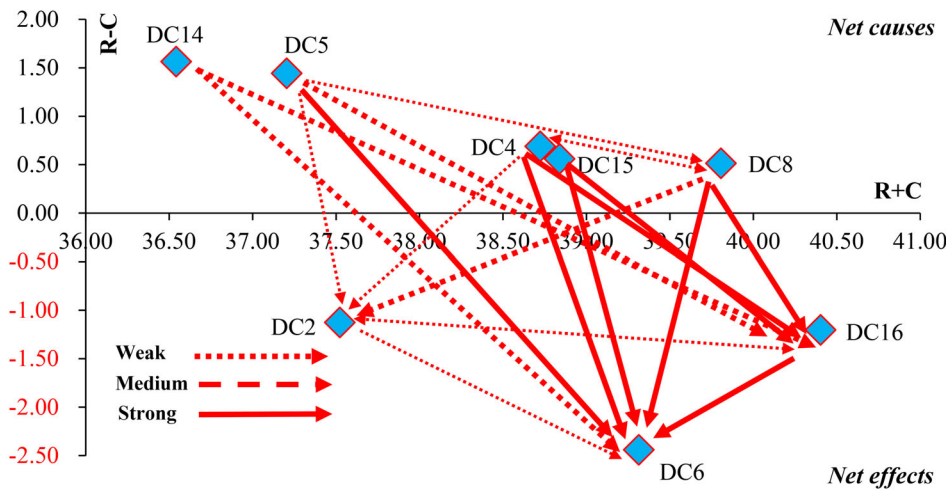 2.00
R-C
Net causes
DC14
DC5
1.50
1.00
DC4
DC15
DC8
0.50
R+C
0.00
36.00
36.50
37.00
37.50
38.00
38.50
39.00
39.50
40.00
40.50
41.00
-0.50
-1.00
DC2
DC16
Weak
-1.50
Medium
-2.00
Strong
-2.50
DC6
Net effects